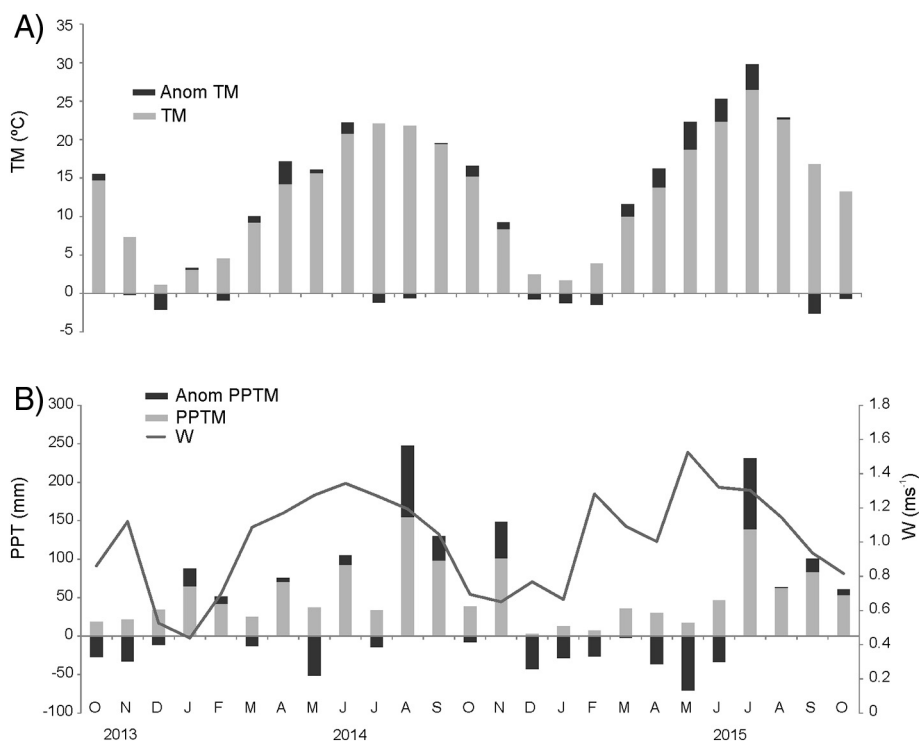 A)
35
30
25
20
15
10
5
0
-5
TM (ºC)
Anom TM
TM
B)
Anom PPTM
PPTM
W
300
250
200
150
100
50
0
-50
-100
PPT (mm)
1.8
1.6
1.4
1.2
1.0
0.8
0.6
0.4
0.2
0
W (ms⁻¹)
O N D J F M A M J J A S O N D J F M A M J J A S O
2013 2014 2015